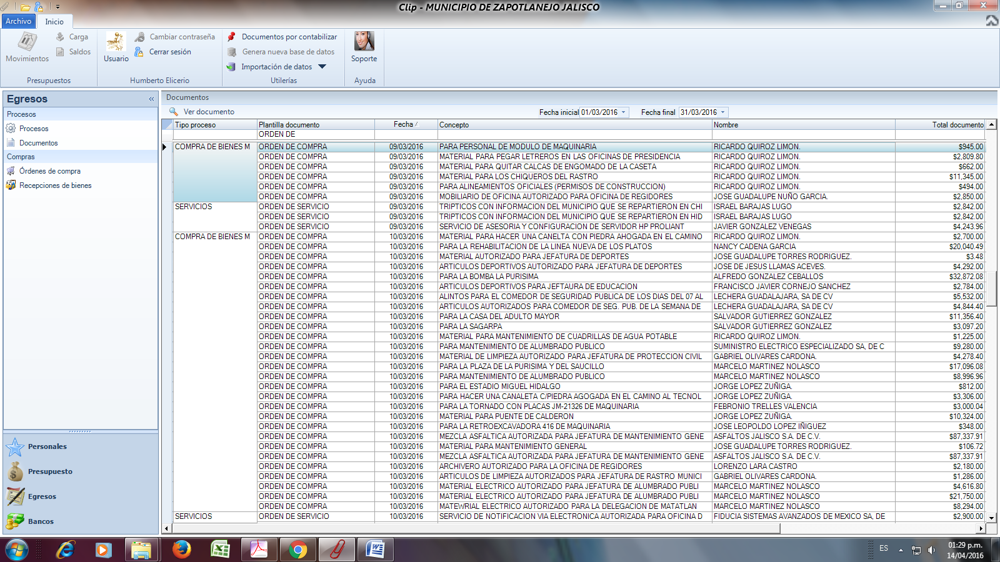 Clip - MUNICIPIO DE ZAPOTLANEJO JALISCO
Archivo Inicio
Movimientos Carga Saldos
Presupuestos
Usuario Cambiar contraseña Cerrar sesión
Humberto Elicerio
Documentos por contabilizar
Genera nueva base de datos
Importación de datos
Utilerías
Soporte
Ayuda
Egresos «
Procesos
Procesos
Documentos
Compras
Órdenes de compra
Recepciones de bienes
Personales
Presupuesto
Egresos
Bancos
Documentos
Ver documento Fecha inicial 01/03/2016 Fecha final 31/03/2016
Tipo proceso Plantilla documento Fecha / Concepto Nombre Total documento
ORDEN DE
COMPRA DE BIENES M ORDEN DE COMPRA 09/03/2016 PARA PERSONAL DE MODULO DE MAQUINARIA RICARDO QUIROZ LIMON. $945.00
ORDEN DE COMPRA 09/03/2016 MATERIAL PARA PEGAR LETREROS EN LAS OFICINAS DE PRESIDENCIA RICARDO QUIROZ LIMON. $2,809.80
ORDEN DE COMPRA 09/03/2016 MATERIAL PARA QUITAR CALCAS DE ENGOMADO DE LA CASETA RICARDO QUIROZ LIMON. $662.00
ORDEN DE COMPRA 09/03/2016 MATERIAL PARA LOS CHIQUEROS DEL RASTRO RICARDO QUIROZ LIMON. $11,345.00
ORDEN DE COMPRA 09/03/2016 PARA ALINEAMIENTOS OFICIALES (PERMISOS DE CONSTRUCCION) RICARDO QUIROZ LIMON. $494.00
ORDEN DE COMPRA 09/03/2016 MOBILIARIO DE OFICINA AUTORIZADO PARA OFICINA DE REGIDORES JOSE GUADALUPE NUÑO GARCIA. $2,850.00
SERVICIOS ORDEN DE SERVICIO 09/03/2016 TRIPTICOS CON INFORMACION DEL MUNICIPIO QUE SE REPARTIERON EN CHI ISRAEL BARAJAS LUGO $2,842.00
ORDEN DE SERVICIO 09/03/2016 TRIPTICOS CON INFORMACION DEL MUNICIPIO QUE SE REPARTIERON EN HID ISRAEL BARAJAS LUGO $2,842.00
ORDEN DE SERVICIO 09/03/2016 SERVICIO DE ASESORIA Y CONFIGURACION DE SERVIDOR HP PROLIANT JAVIER GONZALEZ VENEGAS $4,243.96
COMPRA DE BIENES M ORDEN DE COMPRA 10/03/2016 MATERIAL PARA HACER UNA CANELTA CON PIEDRA AHOGADA EN EL CAMINO RICARDO QUIROZ LIMON. $2,700.00
ORDEN DE COMPRA 10/03/2016 PARA LA REHABILITACION DE LA LINEA NUEVA DE LOS PLATOS NANCY CADENA GARCIA $20,040.49
ORDEN DE COMPRA 10/03/2016 MATERIAL AUTORIZADO PARA JEFATURA DE DEPORTES JOSE GUADALUPE TORRES RODRIGUEZ. $3.48
ORDEN DE COMPRA 10/03/2016 ARTICULOS DEPORTIVOS AUTORIZADO PARA JEFATURA DE DEPORTES JOSE DE JESUS LLAMAS ACEVES. $4,292.00
ORDEN DE COMPRA 10/03/2016 PARA LA BOMBA LA PURISIMA ALFREDO GONZALEZ CEBALLOS $32,872.08
ORDEN DE COMPRA 10/03/2016 ARTICULOS DEPORTIVOS PARA JEFTAURA DE EDUCACION FRANCISCO JAVIER CORNEJO SANCHEZ $2,784.00
ORDEN DE COMPRA 10/03/2016 ALINTOS PARA EL COMEDOR DE SEGURIDAD PUBLICA DE LOS DIAS DEL 07 AL LECHERA GUADALAJARA, SA DE CV $5,532.00
ORDEN DE COMPRA 10/03/2016 ARTICULOS AUTORIZADOS PARA COMEDOR DE SEG. PUB. DE LA SEMANA DE LECHERA GUADALAJARA, SA DE CV $4,844.40
ORDEN DE COMPRA 10/03/2016 PARA LA CASA DEL ADULTO MAYOR SALVADOR GUTIERREZ GONZALEZ $11,356.40
ORDEN DE COMPRA 10/03/2016 PARA LA SAGARPA SALVADOR GUTIERREZ GONZALEZ $3,097.20
ORDEN DE COMPRA 10/03/2016 MATERIAL PARA MANTENIMIENTO DE CUADRILLAS DE AGUA POTABLE RICARDO QUIROZ LIMON. $1,225.00
ORDEN DE COMPRA 10/03/2016 PARA MANTENIMIENTO DE ALUMBRADO PUBLICO SUMINISTRO ELECTRICO ESPECIALIZADO SA, DE C $9,280.00
ORDEN DE COMPRA 10/03/2016 MATERIAL DE LIMPIEZA AUTORIZADO PARA JEFATURA DE PROTECCION CIVIL GABRIEL OLIVARES CARDONA. $4,278.40
ORDEN DE COMPRA 10/03/2016 PARA LA PLAZA DE LA PURISIMA Y DEL SAUCILLO MARCELO MARTINEZ NOLASCO $17,096.08
ORDEN DE COMPRA 10/03/2016 PARA MANTENIMIENTO DE ALUMBRADO PUBLICO MARCELO MARTINEZ NOLASCO $8,996.96
ORDEN DE COMPRA 10/03/2016 PARA EL ESTADIO MIGUEL HIDALGO JORGE LOPEZ ZUÑIGA. $812.00
ORDEN DE COMPRA 10/03/2016 PARA HACER UNA CANALETA C/PIEDRA AGOGADA EN EL CAMINO AL TECNOL JORGE LOPEZ ZUÑIGA. $3,306.00
ORDEN DE COMPRA 10/03/2016 PARA LA TORNADO CON PLACAS JM-21326 DE MAQUINARIA FEBRONIO TRELLES VALENCIA $3,000.04
ORDEN DE COMPRA 10/03/2016 MATERIAL PARA PUENTE DE CALDERON JORGE LOPEZ ZUÑIGA. $10,324.00
ORDEN DE COMPRA 10/03/2016 PARA LA RETROEXCAVADORA 416 DE MAQUINARIA JOSE LEOPOLDO LOPEZ IÑIGUEZ $348.00
ORDEN DE COMPRA 10/03/2016 MEZCLA ASFALTICA AUTORIZADA PARA JEFATURA DE MANTENIMIENTO GENE ASFALTOS JALISCO S.A. DE C.V. $87,337.91
ORDEN DE COMPRA 10/03/2016 MATERIAL PARA MANTENIMIENTO GENERAL JOSE GUADALUPE TORRES RODRIGUEZ. $106.72
ORDEN DE COMPRA 10/03/2016 MEZCLA ASFALTICA AUTORIZADA PARA JEFATURA DE MANTENIMIENTO GENE ASFALTOS JALISCO S.A. DE C.V. $87,337.91
ORDEN DE COMPRA 10/03/2016 ARCHIVERO AUTORIZADO PARA LA OFICINA DE REGIDORES LORENZO LARA CASTRO $2,180.00
ORDEN DE COMPRA 10/03/2016 ARTICULOS DE LIMPIEZA AUTORIZADOS PARA JEFATURA DE RASTRO MUNICI GABRIEL OLIVARES CARDONA. $1,286.00
ORDEN DE COMPRA 10/03/2016 MATERIAL ELECTRICO AUTORIZADO PARA JEFATURA DE ALUMBRADO PUBLI MARCELO MARTINEZ NOLASCO $4,616.80
ORDEN DE COMPRA 10/03/2016 MATERIAL ELECTRICO AUTORIZADO PARA JEFATURA DE ALUMBRADO PUBLI MARCELO MARTINEZ NOLASCO $21,750.00
ORDEN DE COMPRA 10/03/2016 MATEWRIAL ELECTRICO AUTORIZADO PARA LA DELEGACION DE MATATLAN MARCELO MARTINEZ NOLASCO $8,294.00
SERVICIOS ORDEN DE SERVICIO 10/03/2016 SERVICIO DE NOTIFICACION VIA ELECTRONICA AUTORIZADA PARA OFICINA D FIDUCIA SISTEMAS AVANZADOS DE MEXICO SA, DE $2,900.00
ES 01:29 p.m.
14/04/2016